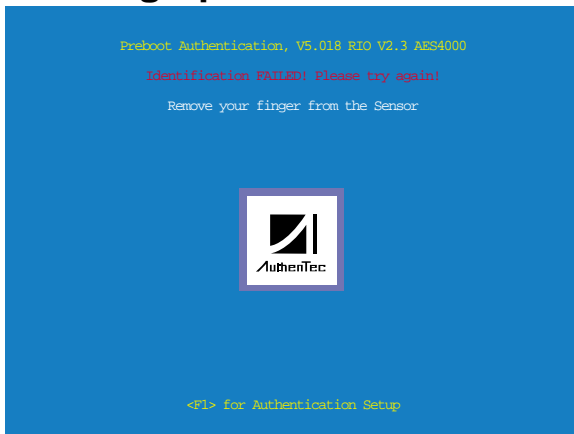 Preboot Authentication, V5.018 RIO V2.3 AES4000
Identification FAILED! Please try again!
Remove your finger from the Sensor
AuthenTec
<F1> for Authentication Setup